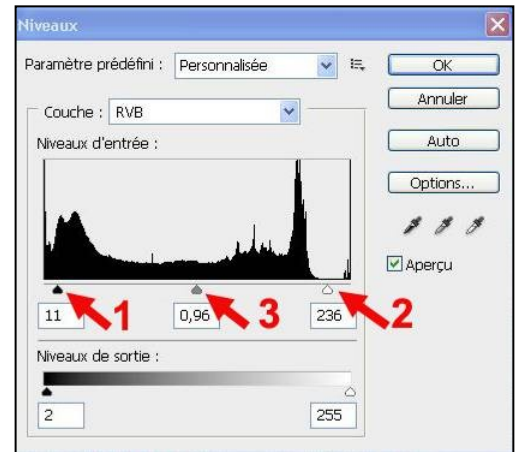 Niveaux
Paramètre prédéfini : Personnalisée
OK
Annuler
Couche : RVB
Auto
Niveaux d'entrée :
Options...
Aperçu
1 3 2
11 0,96 236
Niveaux de sortie :
2 255